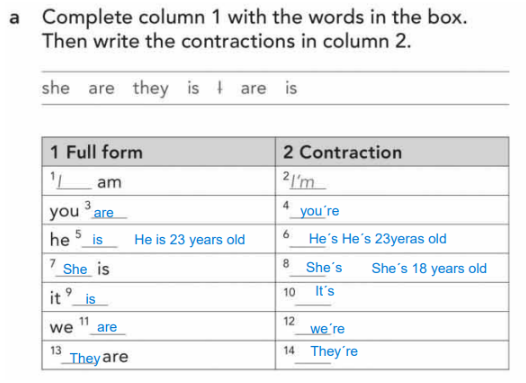 a Complete column 1 with the words in the box.
Then write the contractions in column 2.
she are they is I are is
1 Full form 2 Contraction
1 I am 2 I'm
you 3 are 4 you´re
he 5 is He is 23 years old 6 He´s He´s 23yeras old
7 She is 8 She´s She´s 18 years old
it 9 is 10 It´s
we 11 are 12 we´re
13 They are 14 They´re